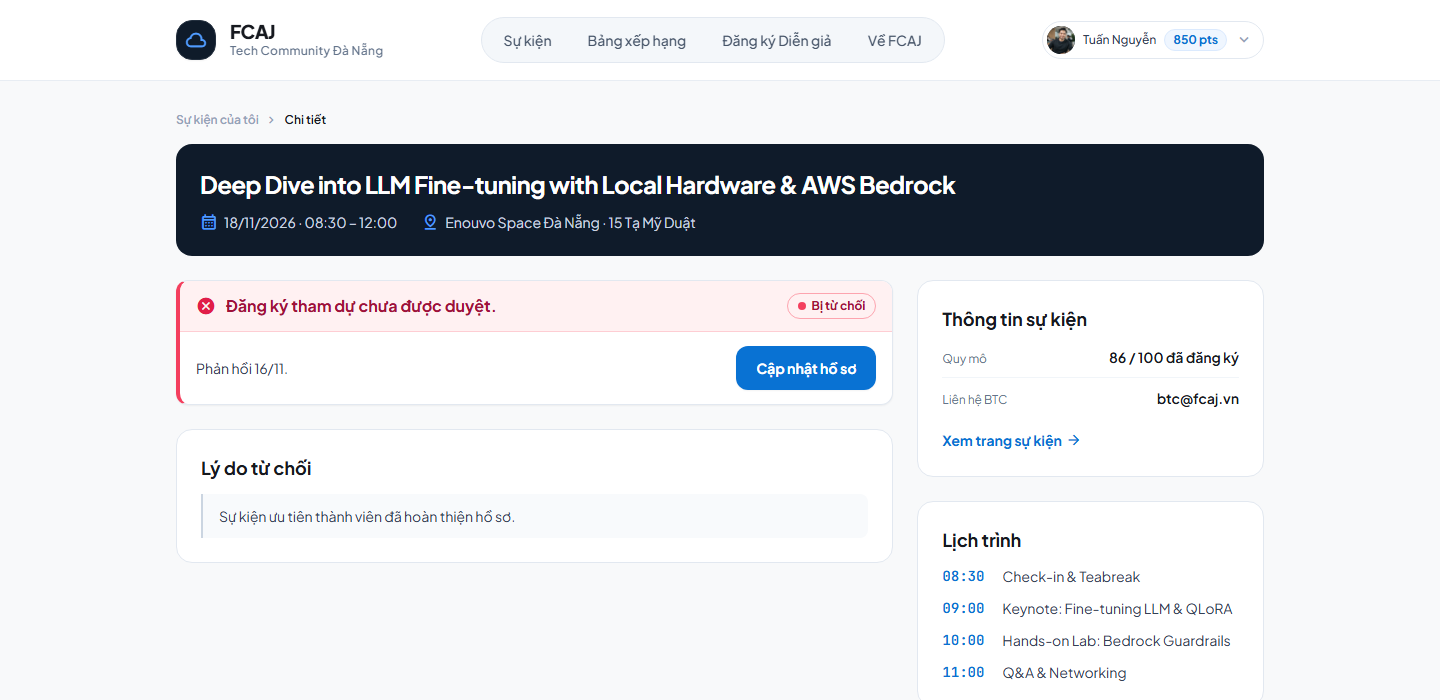 FCAJ
Tech Community Đà Nẵng
Sự kiện
Bảng xếp hạng
Đăng ký Diễn giả
Về FCAJ
Tuấn Nguyễn
850 pts
Sự kiện của tôi
Chi tiết
Deep Dive into LLM Fine-tuning with Local Hardware & AWS Bedrock
18/11/2026 · 08:30 – 12:00
Enouvo Space Đà Nẵng · 15 Tạ Mỹ Duật
Đăng ký tham dự chưa được duyệt.
Bị từ chối
Phản hồi 16/11.
Cập nhật hồ sơ
Lý do từ chối
Sự kiện ưu tiên thành viên đã hoàn thiện hồ sơ.
Thông tin sự kiện
Quy mô
86 / 100 đã đăng ký
Liên hệ BTC
btc@fcaj.vn
Xem trang sự kiện →
Lịch trình
08:30 Check-in & Teabreak
09:00 Keynote: Fine-tuning LLM & QLoRA
10:00 Hands-on Lab: Bedrock Guardrails
11:00 Q&A & Networking